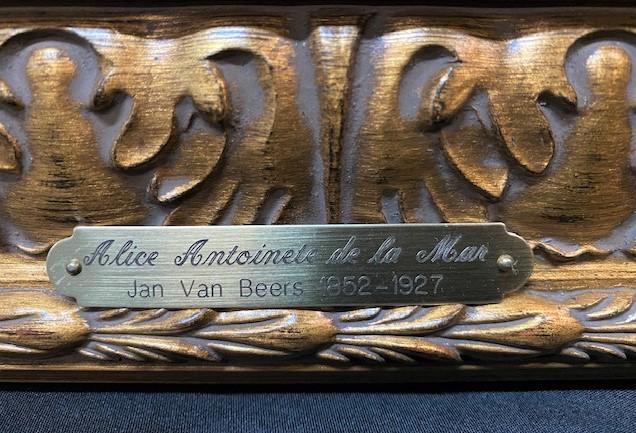 Alice Antoinete de la Mar
Jan Van Beers 1852-1927